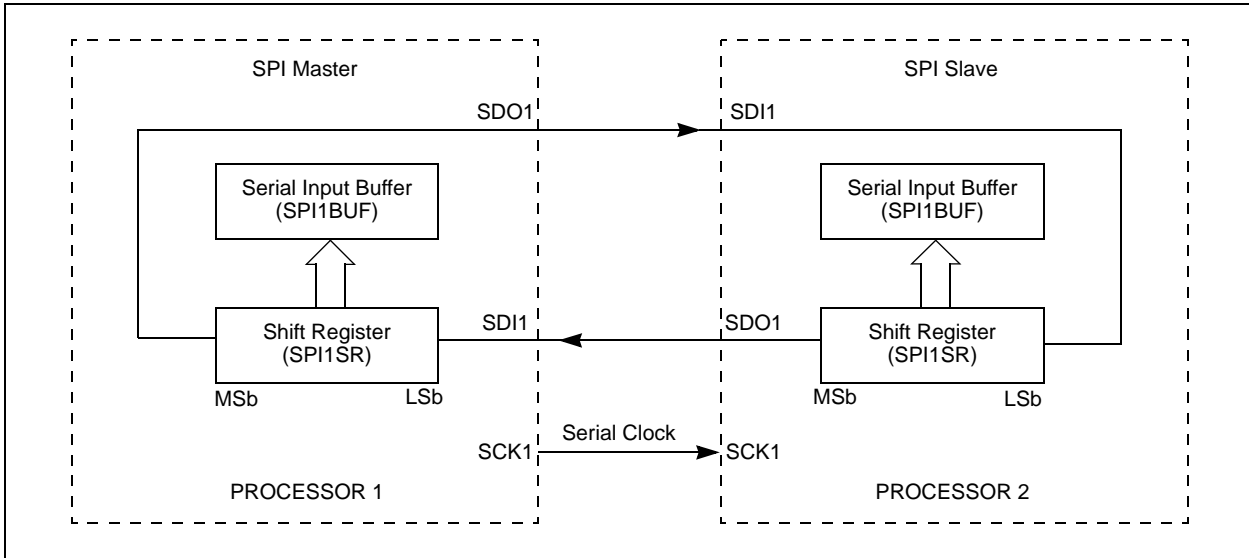 SPI Master
SPI Slave
SDO1
SDI1
Serial Input Buffer
(SPI1BUF)
Serial Input Buffer
(SPI1BUF)
Shift Register
(SPI1SR)
SDI1
SDO1
Shift Register
(SPI1SR)
MSb
LSb
MSb
LSb
Serial Clock
SCK1
SCK1
PROCESSOR 1
PROCESSOR 2